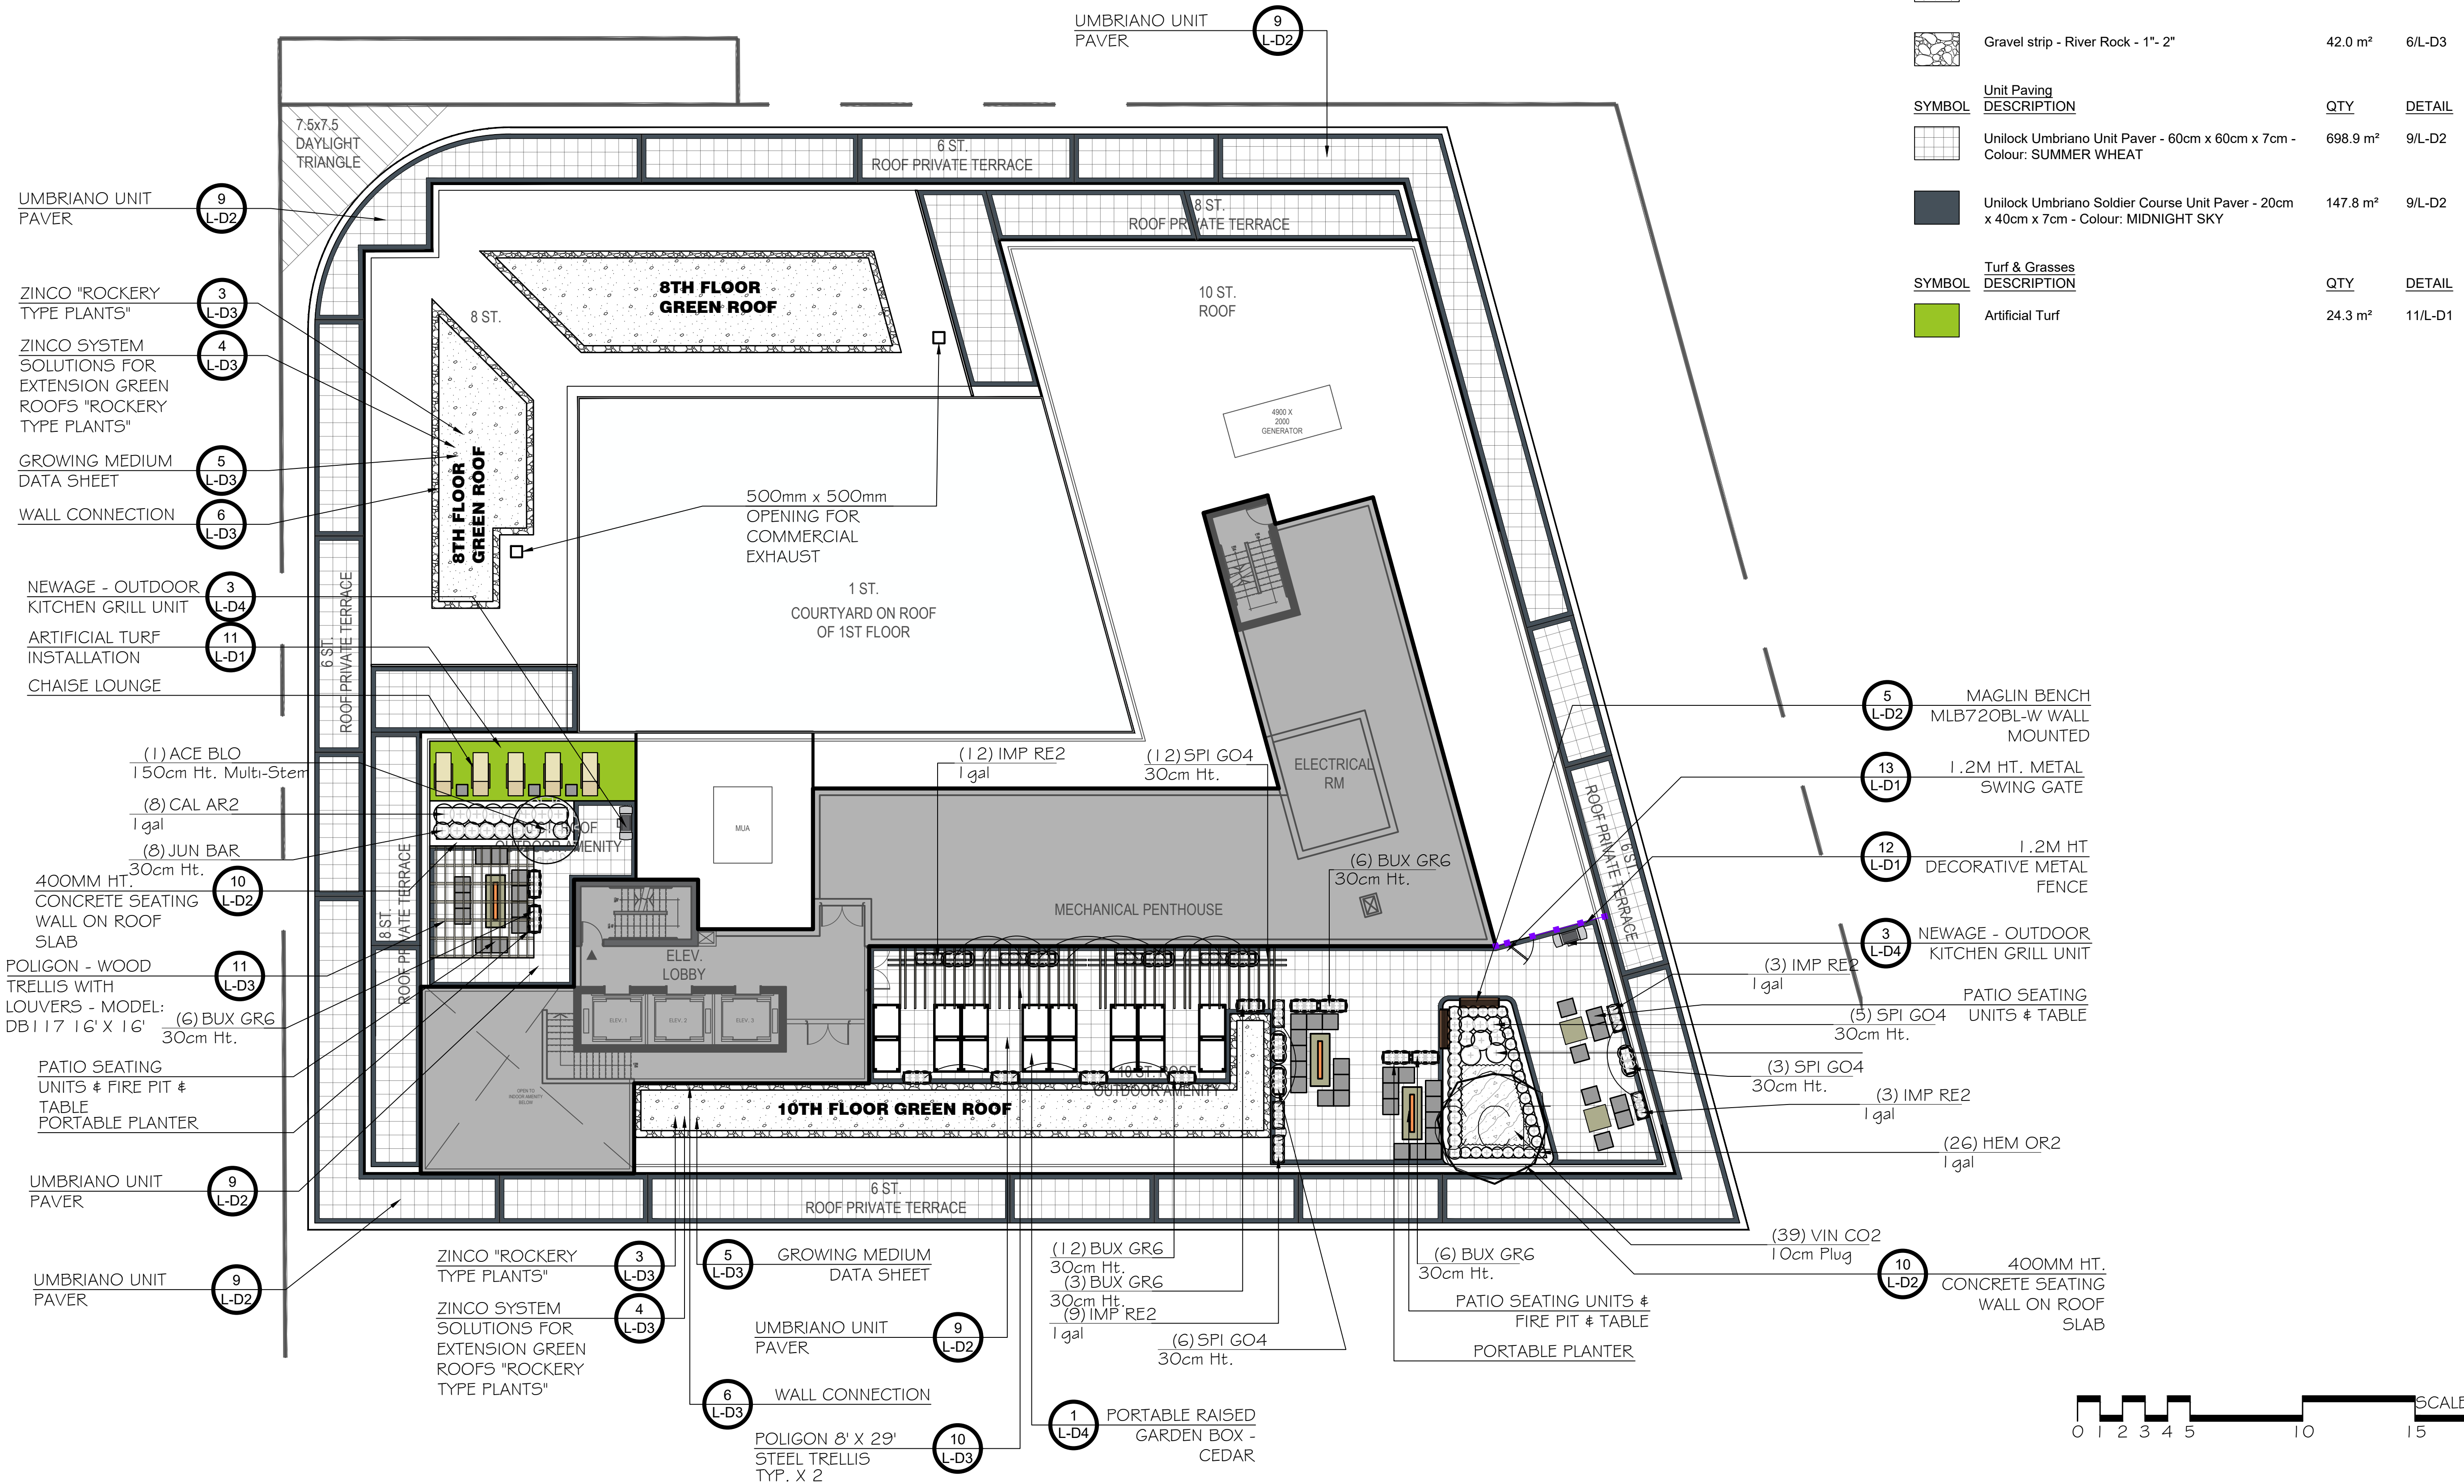 UMBRIANO UNIT
PAVER
9
L-D2
Gravel strip - River Rock - 1"- 2"
42.0 m²
6/L-D3
Unit Paving
SYMBOL
DESCRIPTION
QTY
DETAIL
Unilock Umbriano Unit Paver - 60cm x 60cm x 7cm -
Colour: SUMMER WHEAT
698.9 m²
9/L-D2
Unilock Umbriano Soldier Course Unit Paver - 20cm
x 40cm x 7cm - Colour: MIDNIGHT SKY
147.8 m²
9/L-D2
Turf & Grasses
SYMBOL
DESCRIPTION
QTY
DETAIL
Artificial Turf
24.3 m²
11/L-D1
7.5x7.5
DAYLIGHT
TRIANGLE
6 ST.
ROOF PRIVATE TERRACE
8 ST.
ROOF PRIVATE TERRACE
UMBRIANO UNIT
PAVER
9
L-D2
ZINCO "ROCKERY
TYPE PLANTS"
3
L-D3
ZINCO SYSTEM
SOLUTIONS FOR
EXTENSION GREEN
ROOFS "ROCKERY
TYPE PLANTS"
4
L-D3
GROWING MEDIUM
DATA SHEET
5
L-D3
WALL CONNECTION
6
L-D3
NEWAGE - OUTDOOR
KITCHEN GRILL UNIT
3
L-D4
ARTIFICIAL TURF
INSTALLATION
11
L-D1
CHAISE LOUNGE
(1) ACE BLO
150cm Ht. Multi-Stem
(8) CAL AR2
1 gal
(8) JUN BAR
30cm Ht.
400MM HT.
CONCRETE SEATING
WALL ON ROOF
SLAB
10
L-D2
POLIGON - WOOD
TRELLIS WITH
LOUVERS - MODEL:
DB117 16' X 16'
11
L-D3
(6) BUX GR6
30cm Ht.
PATIO SEATING
UNITS & FIRE PIT &
TABLE
PORTABLE PLANTER
UMBRIANO UNIT
PAVER
9
L-D2
UMBRIANO UNIT
PAVER
9
L-D2
8TH FLOOR
GREEN ROOF
8 ST.
8TH FLOOR
GREEN ROOF
10 ST.
ROOF
4900 X
2000
GENERATOR
500mm x 500mm
OPENING FOR
COMMERCIAL
EXHAUST
1 ST.
COURTYARD ON ROOF
OF 1ST FLOOR
6 ST.
ROOF PRIVATE TERRACE
8 ST.
ROOF PRIVATE TERRACE
ROOF
OUTDOOR AMENITY
MUA
(12) IMP RE2
1 gal
(12) SPI GO4
30cm Ht.
ELECTRICAL
RM
(6) BUX GR6
30cm Ht.
MECHANICAL PENTHOUSE
ELEV.
LOBBY
ELEV. 1
ELEV. 2
ELEV. 3
OPEN TO
INDOOR AMENITY
BELOW
10 ST. ROOF
OUTDOOR AMENITY
10TH FLOOR GREEN ROOF
6 ST.
ROOF PRIVATE TERRACE
6 ST.
ROOF PRIVATE TERRACE
5
L-D2
MAGLIN BENCH
MLB720BL-W WALL
MOUNTED
13
L-D1
1.2M HT. METAL
SWING GATE
12
L-D1
1.2M HT
DECORATIVE METAL
FENCE
3
L-D4
NEWAGE - OUTDOOR
KITCHEN GRILL UNIT
(3) IMP RE2
1 gal
PATIO SEATING
UNITS & TABLE
(5) SPI GO4
30cm Ht.
(3) SPI GO4
30cm Ht.
(3) IMP RE2
1 gal
(26) HEM OR2
1 gal
(39) VIN CO2
10cm Plug
10
L-D2
400MM HT.
CONCRETE SEATING
WALL ON ROOF
SLAB
ZINCO "ROCKERY
TYPE PLANTS"
3
L-D3
ZINCO SYSTEM
SOLUTIONS FOR
EXTENSION GREEN
ROOFS "ROCKERY
TYPE PLANTS"
4
L-D3
5
L-D3
GROWING MEDIUM
DATA SHEET
UMBRIANO UNIT
PAVER
9
L-D2
6
L-D3
WALL CONNECTION
POLIGON 8' X 29'
STEEL TRELLIS
TYP. X 2
10
L-D3
(12) BUX GR6
30cm Ht.
(3) BUX GR6
30cm Ht.
(9) IMP RE2
1 gal
(6) SPI GO4
30cm Ht.
1
L-D4
PORTABLE RAISED
GARDEN BOX -
CEDAR
(6) BUX GR6
30cm Ht.
PATIO SEATING UNITS &
FIRE PIT & TABLE
PORTABLE PLANTER
SCALE
0 1 2 3 4 5 10 15